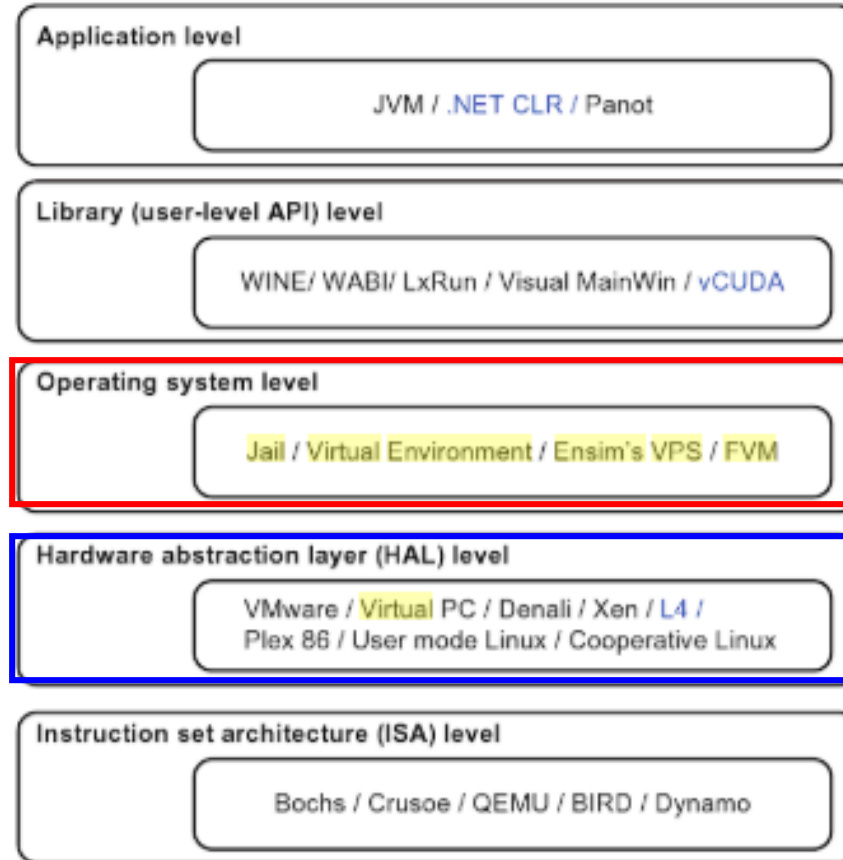 Application level
JVM / .NET CLR / Panot
Library (user-level API) level
WINE/ WABI/ LxRun / Visual MainWin / vCUDA
Operating system level
Jail / Virtual Environment / Ensim's VPS / FVM
Hardware abstraction layer (HAL) level
VMware / Virtual PC / Denali / Xen / L4 /
Plex 86 / User mode Linux / Cooperative Linux
Instruction set architecture (ISA) level
Bochs / Crusoe / QEMU / BIRD / Dynamo